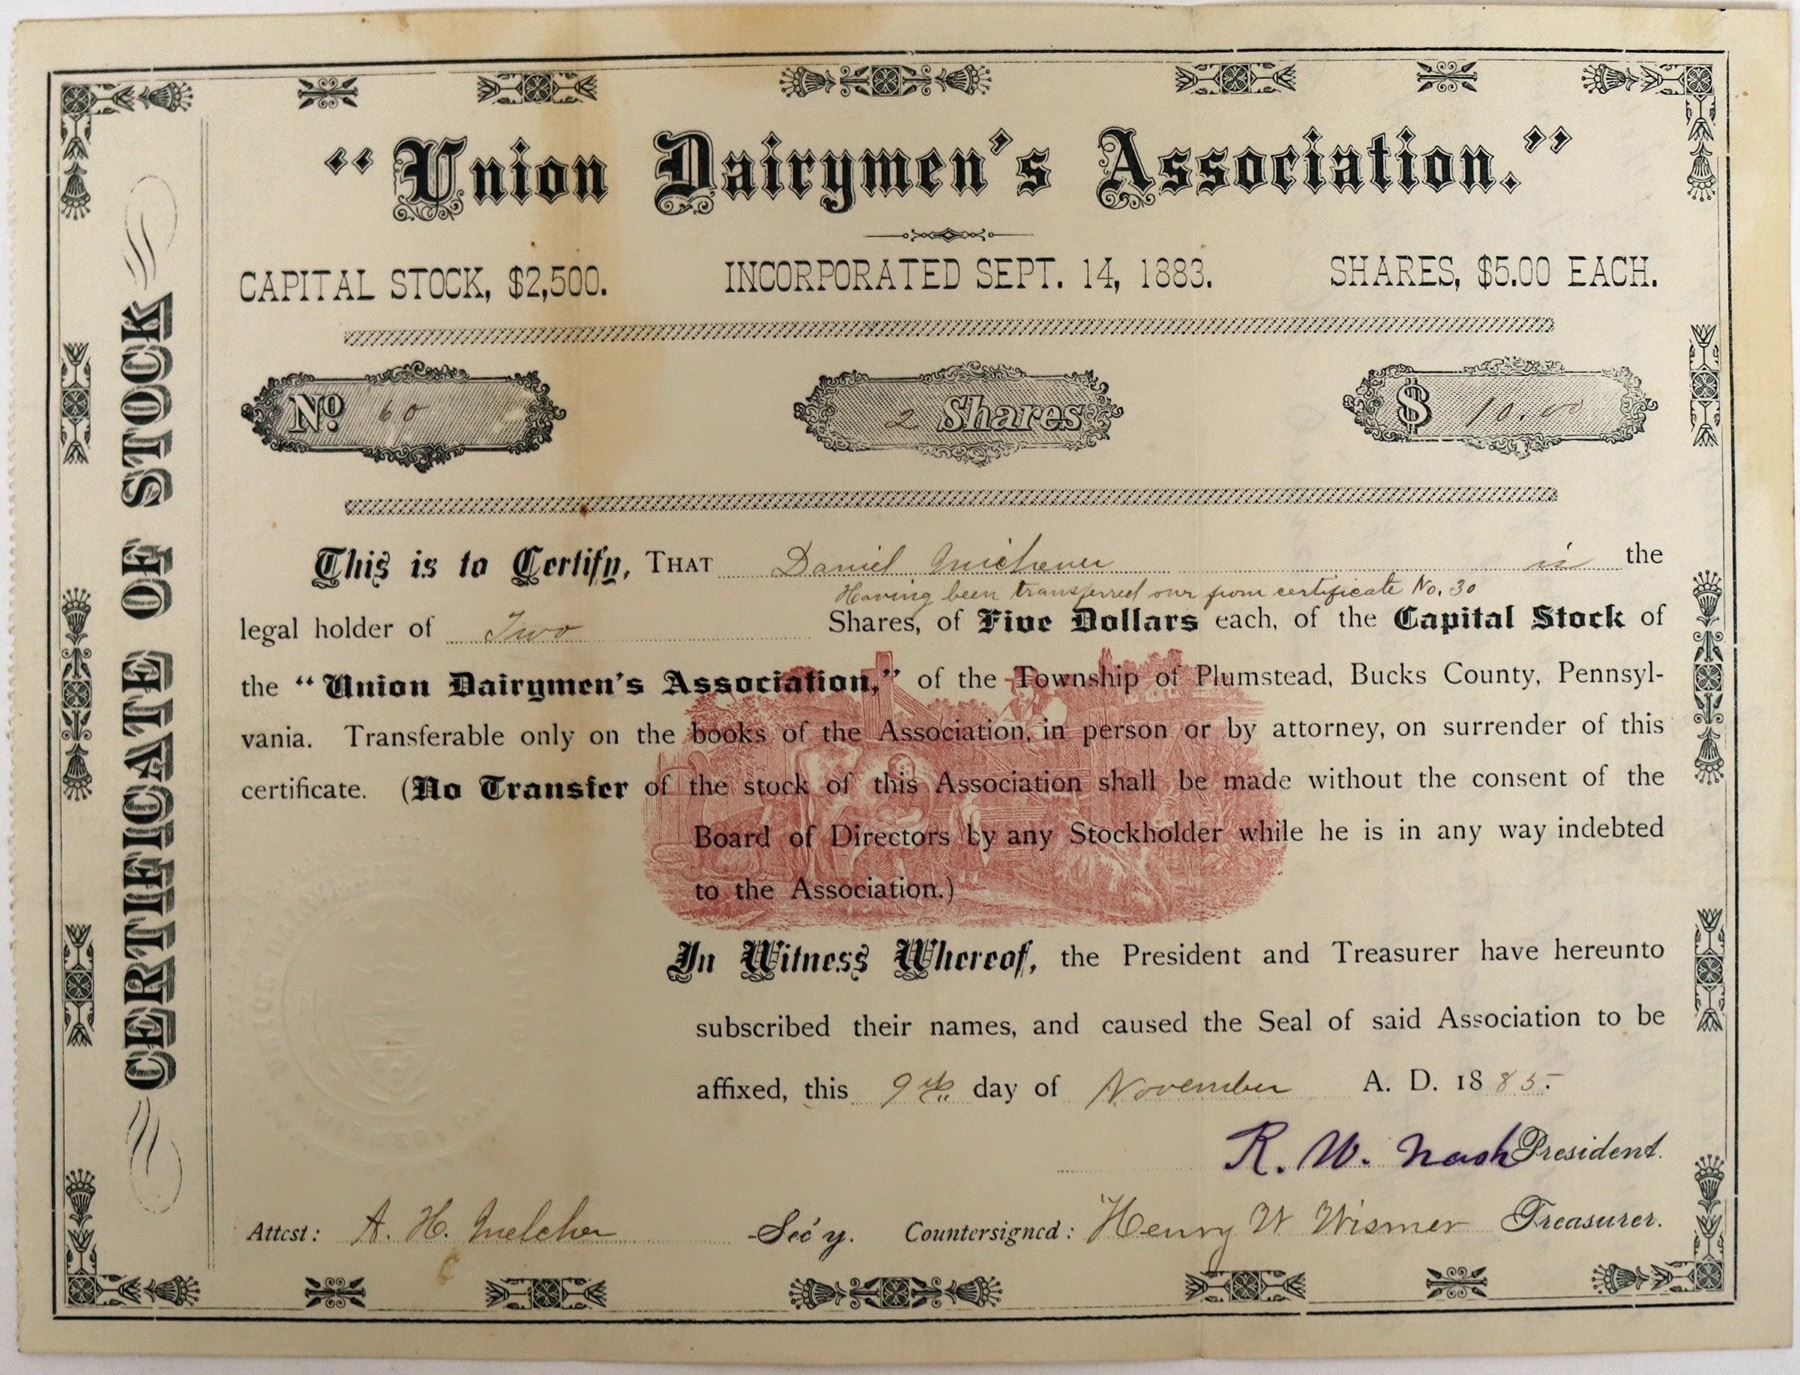 CERTIFICATE OF STOCK
“Union Dairymen’s Association.”
CAPITAL STOCK, $2,500. INCORPORATED SEPT. 14, 1883. SHARES, $5.00 EACH.
No. 60 2 Shares $ 10.00
This is to Certify, THAT Daniel Michener is the
Having been transferred our from certificate No. 30
legal holder of Two Shares, of Five Dollars each, of the Capital Stock of
the “Union Dairymen’s Association,” of the Township of Plumstead, Bucks County, Pennsyl-
vania. Transferable only on the books of the Association, in person or by attorney, on surrender of this
certificate. (No Transfer of the stock of this Association shall be made without the consent of the
Board of Directors by any Stockholder while he is in any way indebted
to the Association.)
In Witness Whereof, the President and Treasurer have hereunto
subscribed their names, and caused the Seal of said Association to be
affixed, this 9th day of November A. D. 1885.
R. W. Nash President.
Attest: A. H. Melcher Sec'y. Countersigned: Henry W Wismer Treasurer.
WISMER, PA.